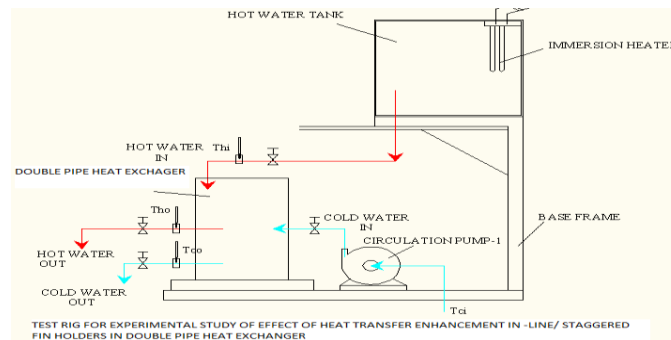 HOT WATER TANK
IMMERSION HEATER
HOT WATER
IN
Thi
DOUBLE PIPE HEAT EXCHAGER
Tho
COLD WATER
IN
BASE FRAME
CIRCULATION PUMP-1
HOT WATER
OUT
Tco
COLD WATER
OUT
Tci
TEST RIG FOR EXPERIMENTAL STUDY OF EFFECT OF HEAT TRANSFER ENHANCEMENT IN -LINE/ STAGGERED
FIN HOLDERS IN DOUBLE PIPE HEAT EXCHANGER